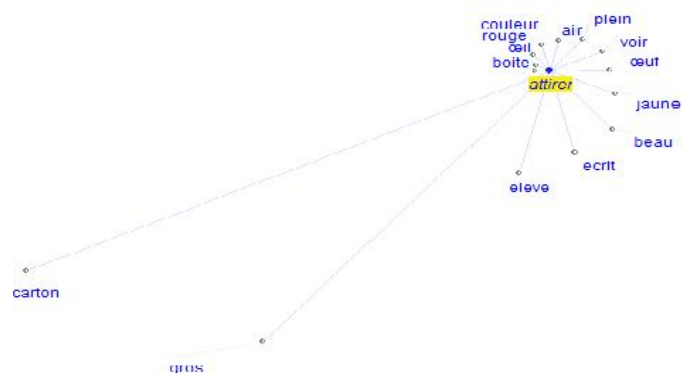 plein
couleur
air
rouge
voir
œil
œuf
boite
attirer
jaune
beau
ecrit
eleve
carton
gros